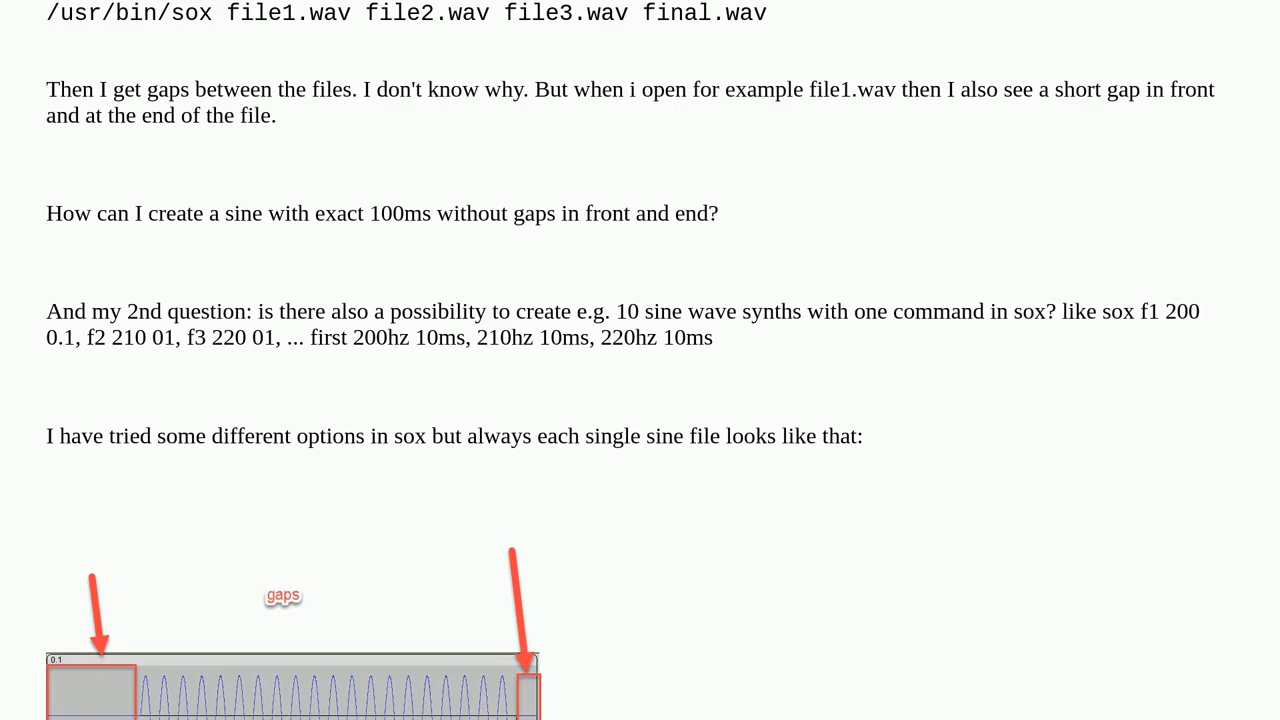 /usr/bin/sox file1.wav file2.wav file3.wav final.wav
Then I get gaps between the files. I don't know why. But when i open for example file1.wav then I also see a short gap in front
and at the end of the file.
How can I create a sine with exact 100ms without gaps in front and end?
And my 2nd question: is there also a possibility to create e.g. 10 sine wave synths with one command in sox? like sox f1 200
0.1, f2 210 01, f3 220 01, ... first 200hz 10ms, 210hz 10ms, 220hz 10ms
I have tried some different options in sox but always each single sine file looks like that:
gaps
0.1